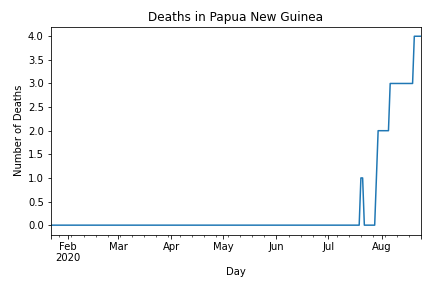 Deaths in Papua New Guinea
Number of Deaths
4.0
3.5
3.0
2.5
2.0
1.5
1.0
0.5
0.0
Feb Mar Apr May Jun Jul Aug
2020
Day